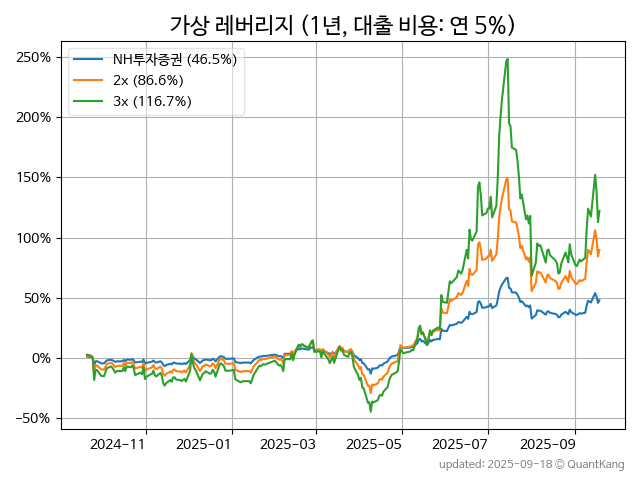 가상 레버리지 (1년, 대출 비용: 연 5%)
NH투자증권 (46.5%)
2x (86.6%)
3x (116.7%)
250%
200%
150%
100%
50%
0%
−50%
2024-11
2025-01
2025-03
2025-05
2025-07
2025-09
updated: 2025-09-18 © QuantKang